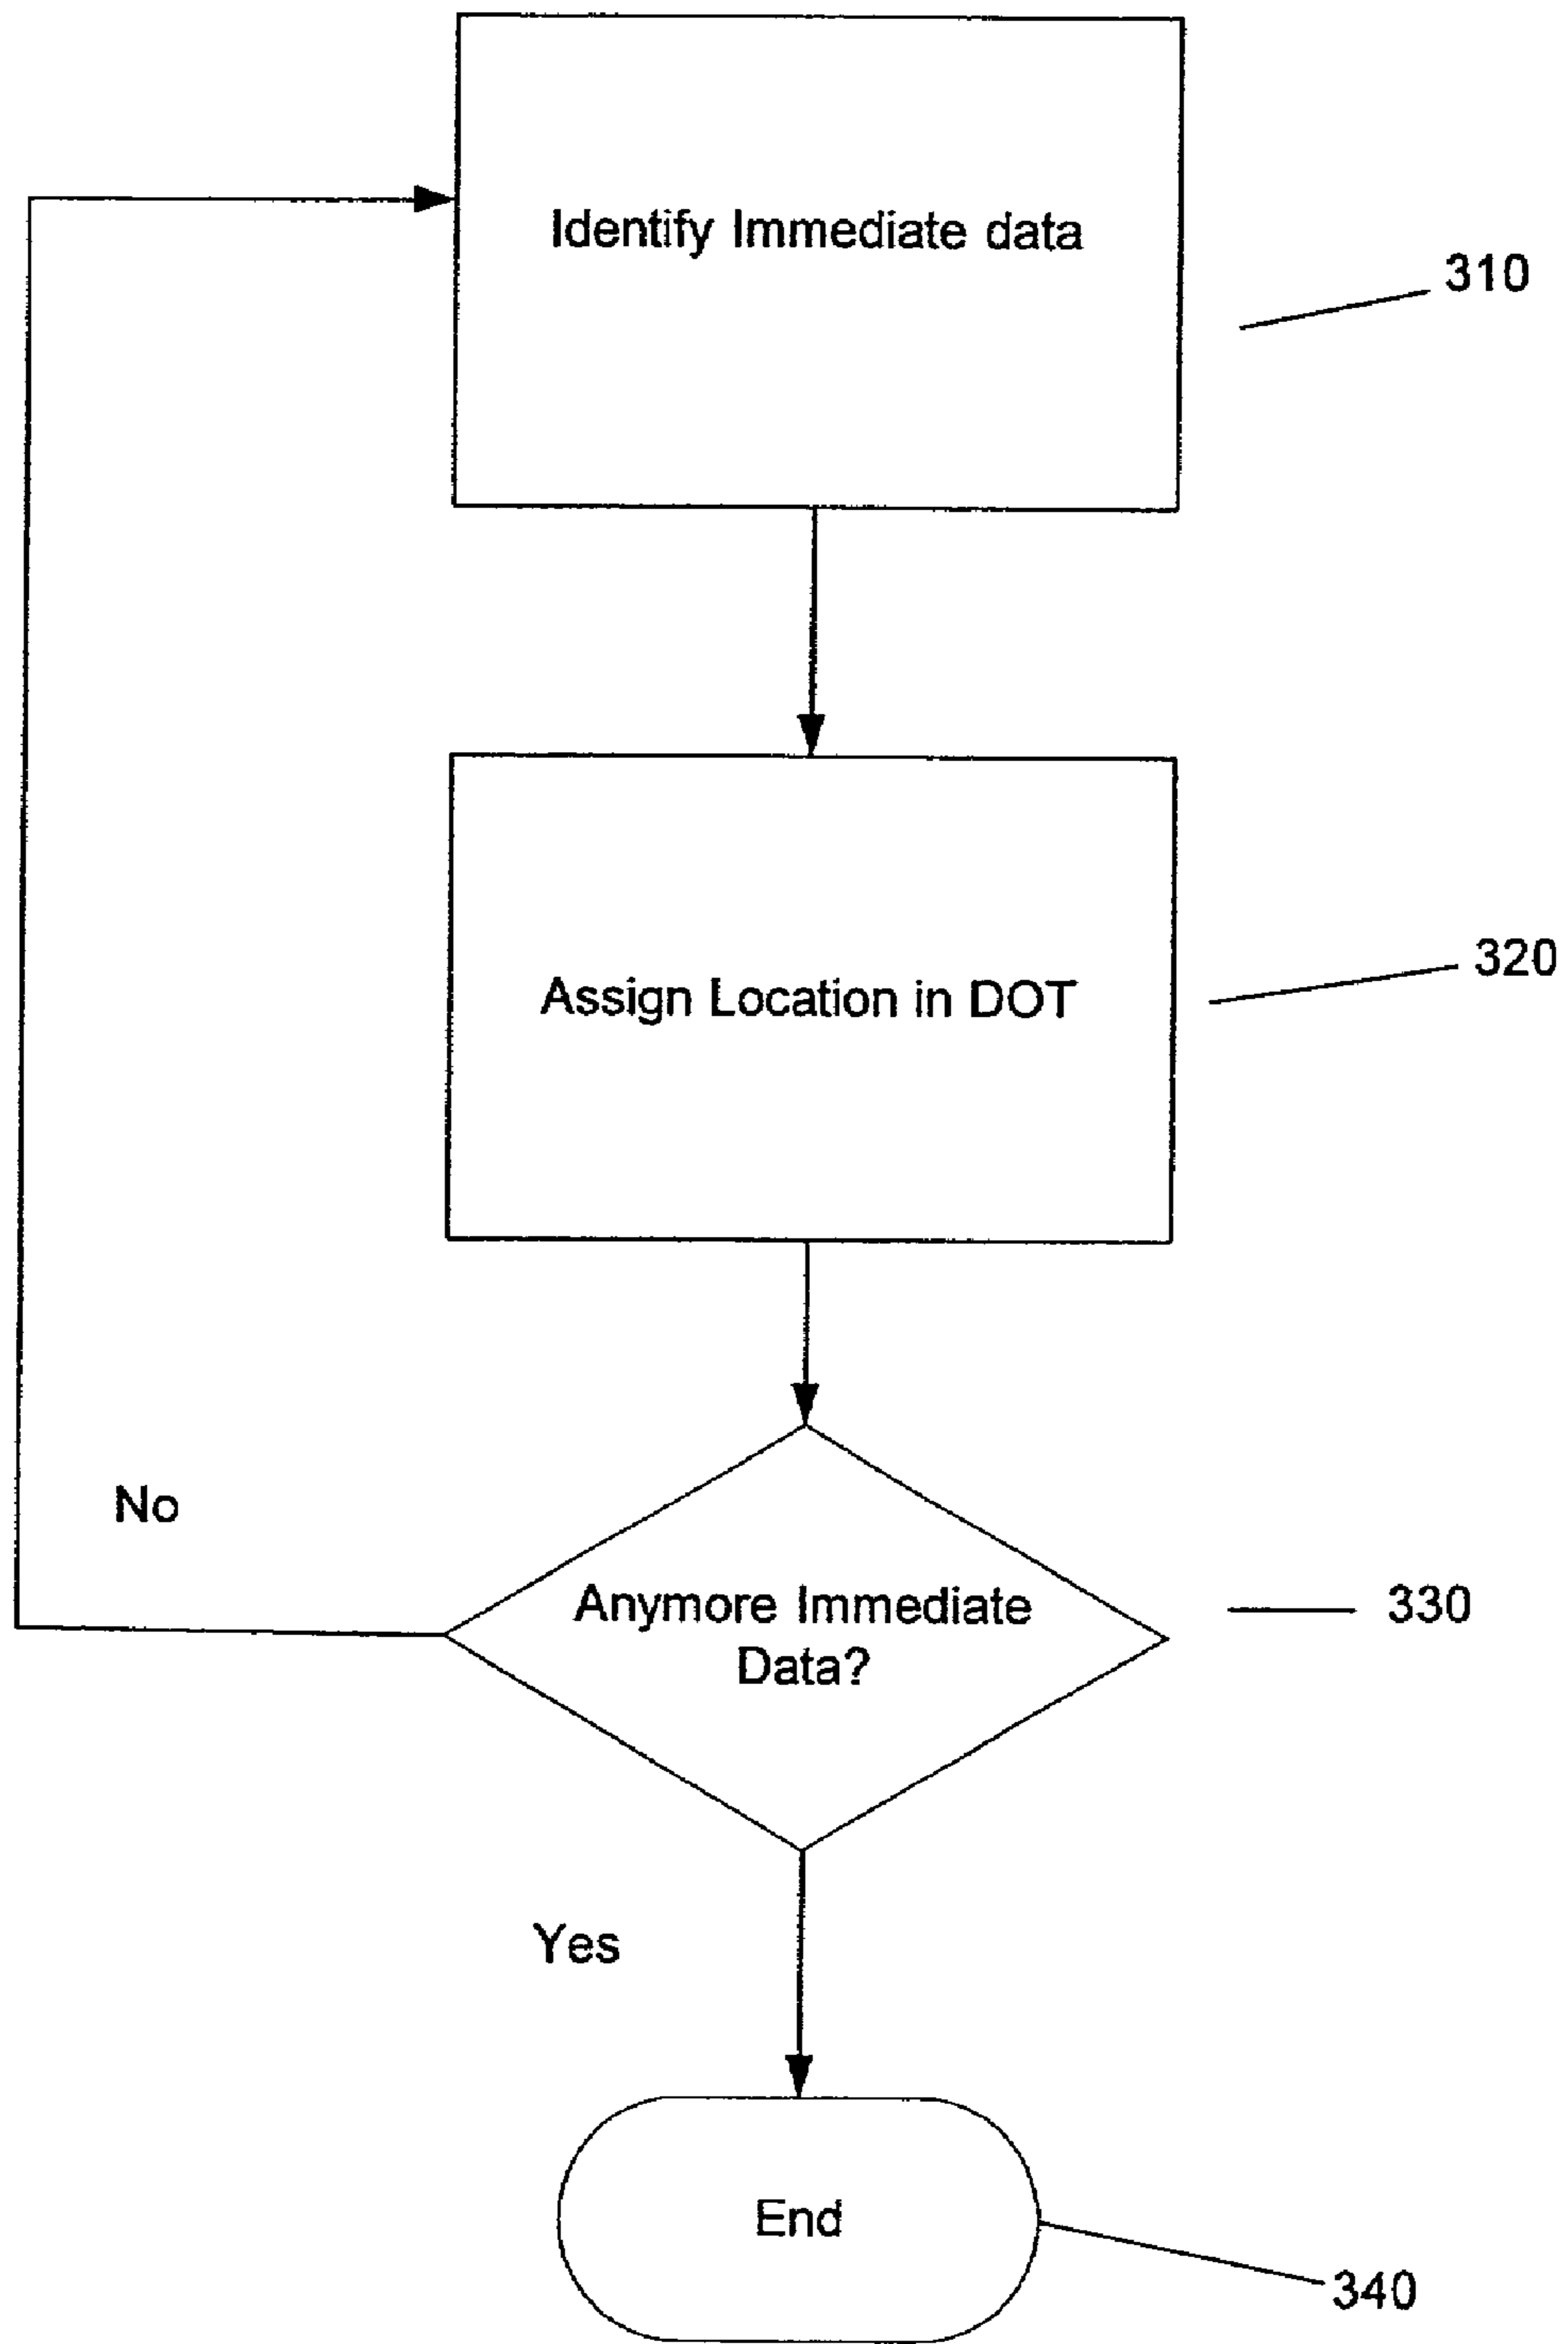 Identify Immediate data
310
Assign Location in DOT
320
No
Anymore Immediate
Data?
330
Yes
End
340